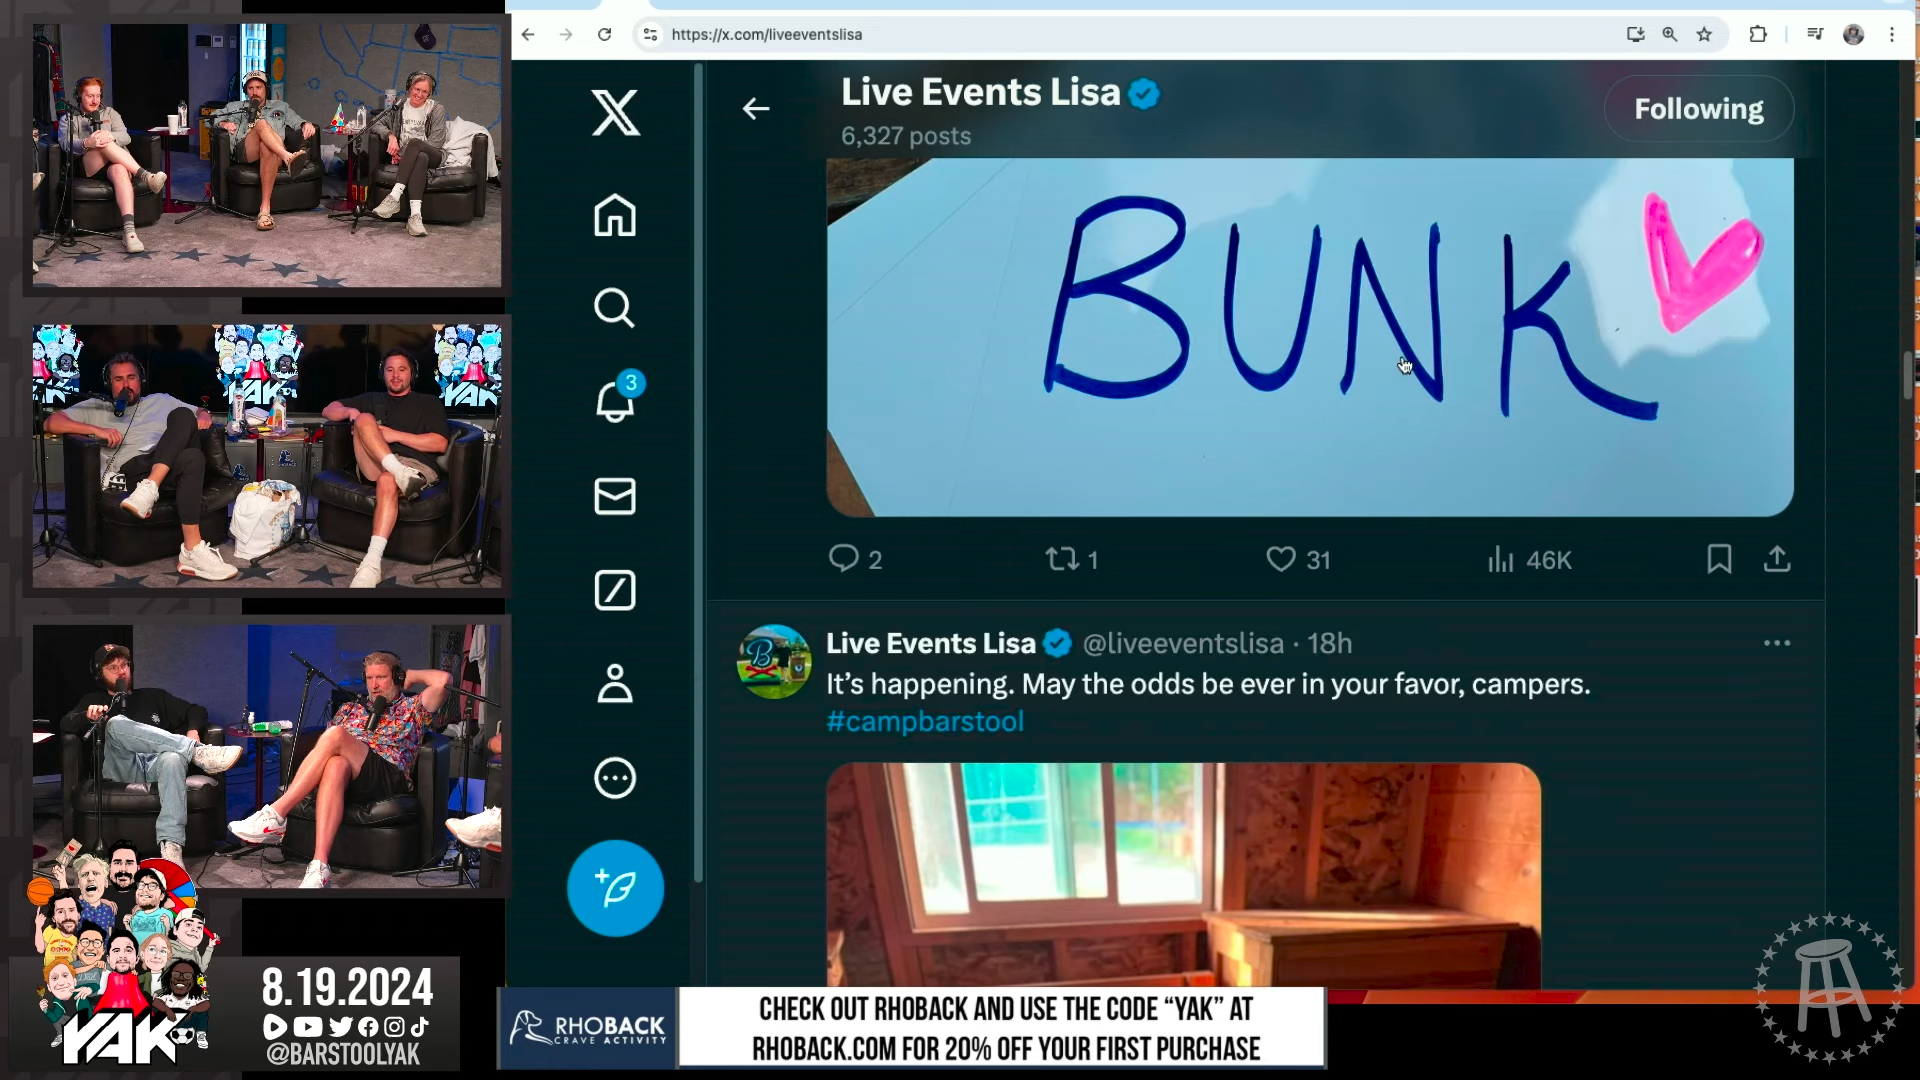 https://x.com/liveeventslisa
Live Events Lisa
6,327 posts
Following
BUNK
3
2
1
31
46K
Live Events Lisa @liveeventslisa · 18h
It’s happening. May the odds be ever in your favor, campers.
#campbarstool
YAK
YAK
YAK
YAK
8.19.2024
@BARSTOOLYAK
RHOBACK
CRAVE ACTIVITY
CHECK OUT RHOBACK AND USE THE CODE “YAK” AT
RHOBACK.COM FOR 20% OFF YOUR FIRST PURCHASE